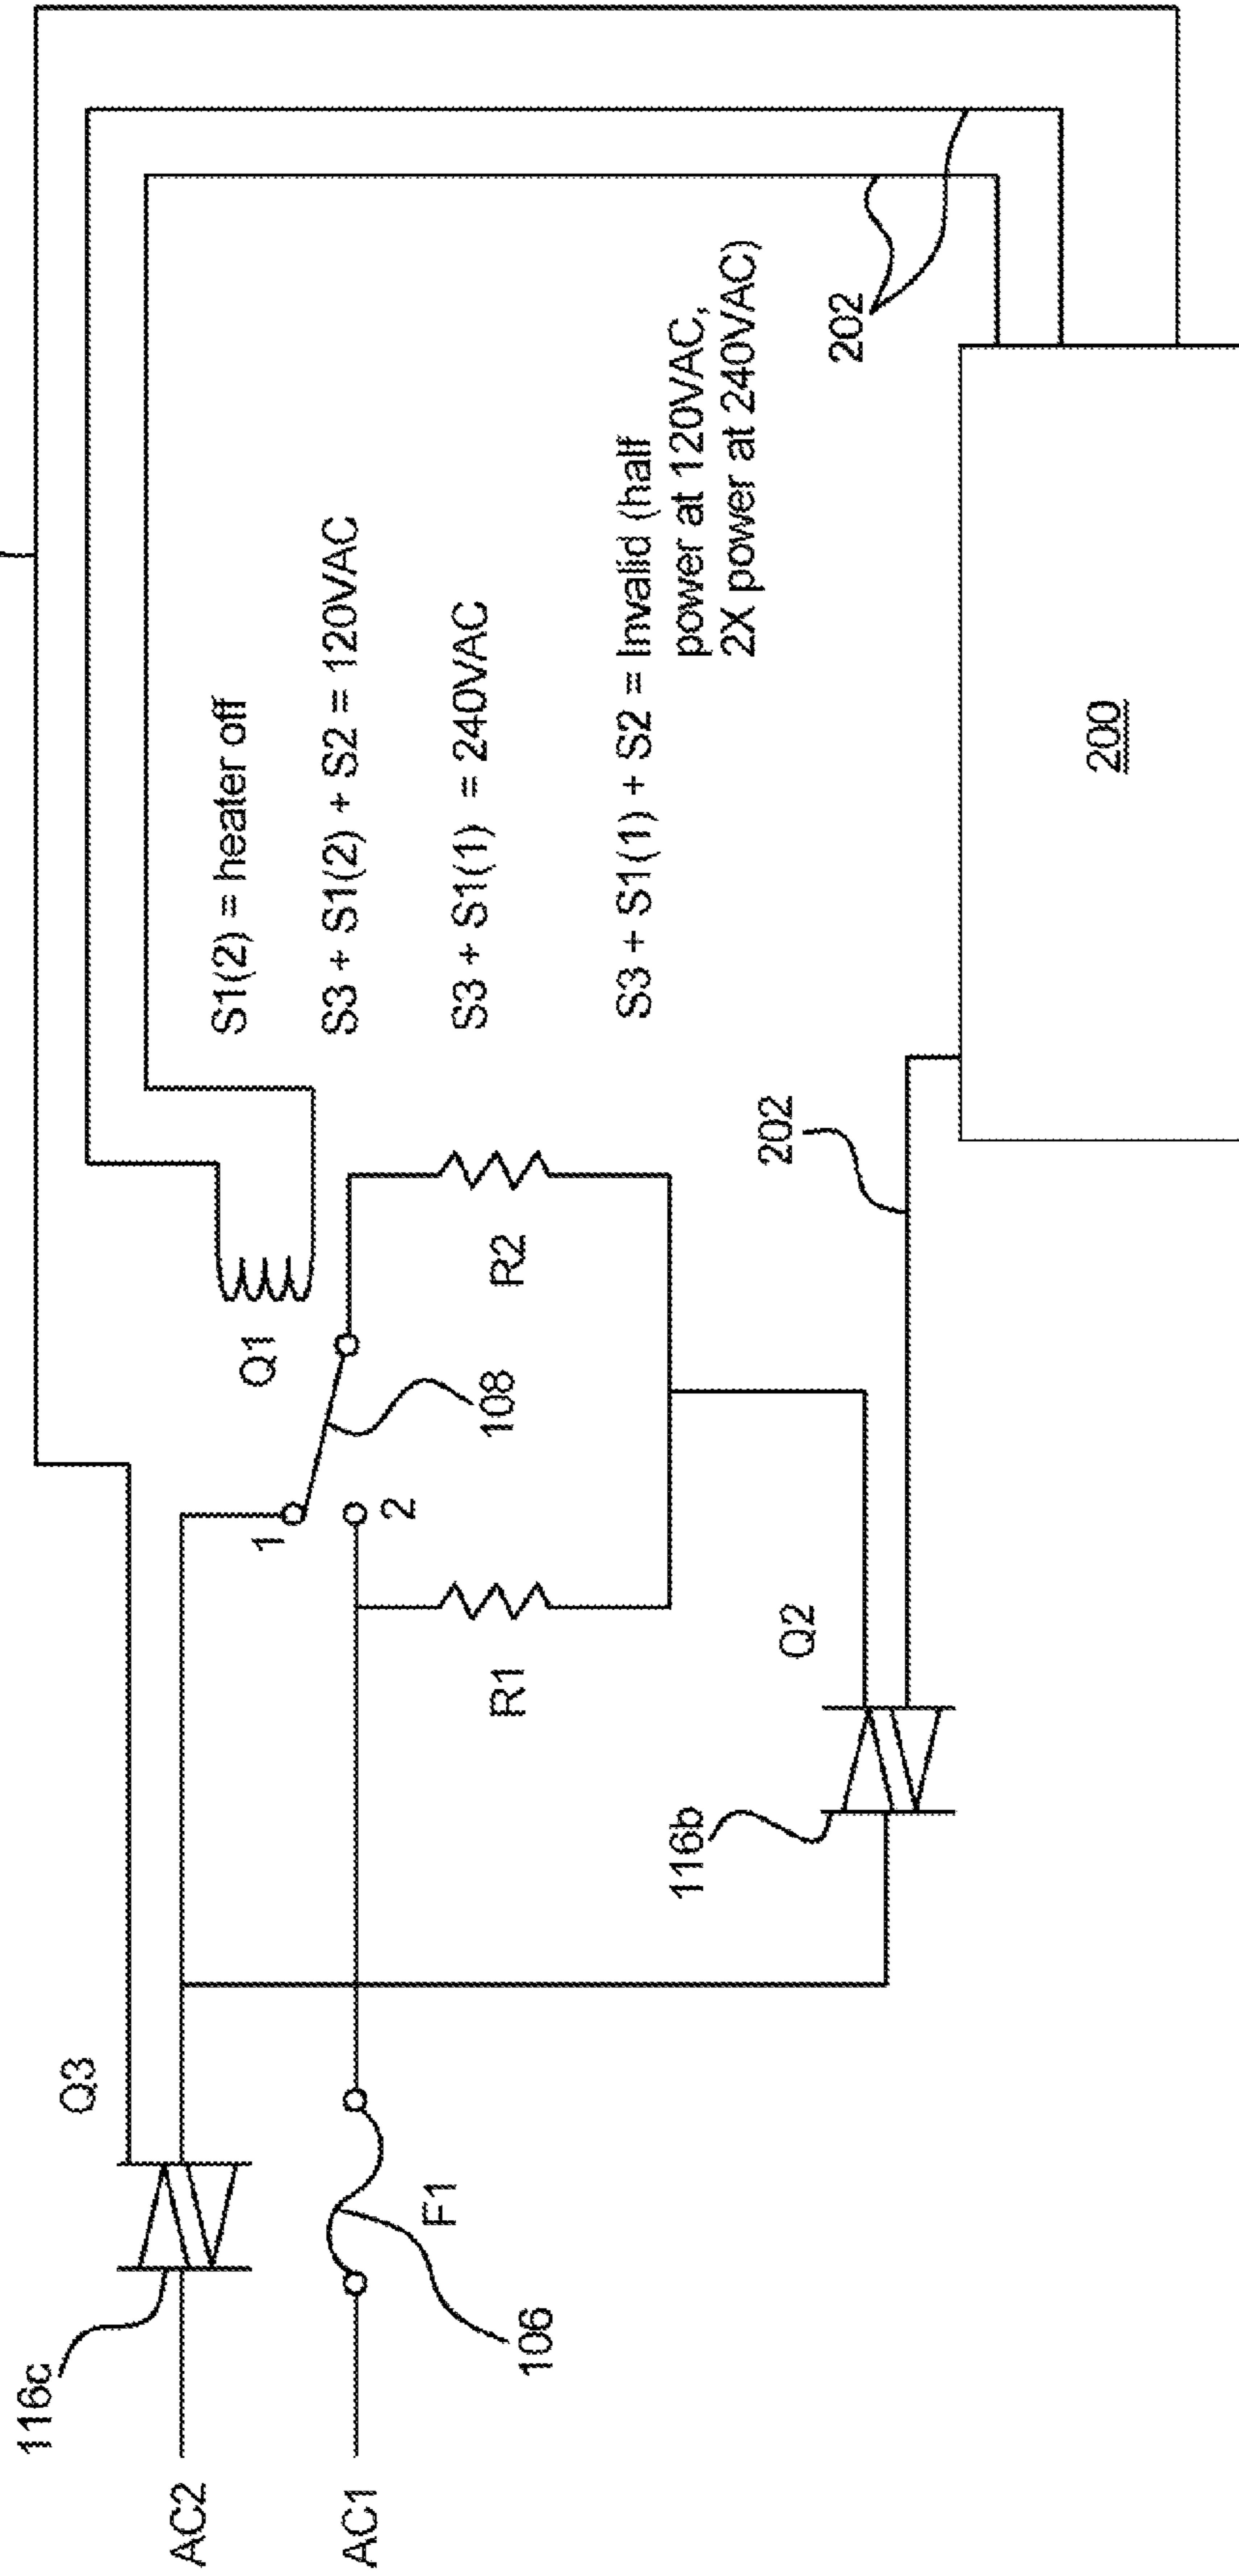 116c
Q3
AC2
AC1
F1
106
1
2
Q1
108
R1
R2
S1(2) = heater off
S3 + S1(2) + S2 = 120VAC
S3 + S1(1) = 240VAC
S3 + S1(1) + S2 = Invalid (half
power at 120VAC,
2X power at 240VAC)
116b
Q2
202
202
200